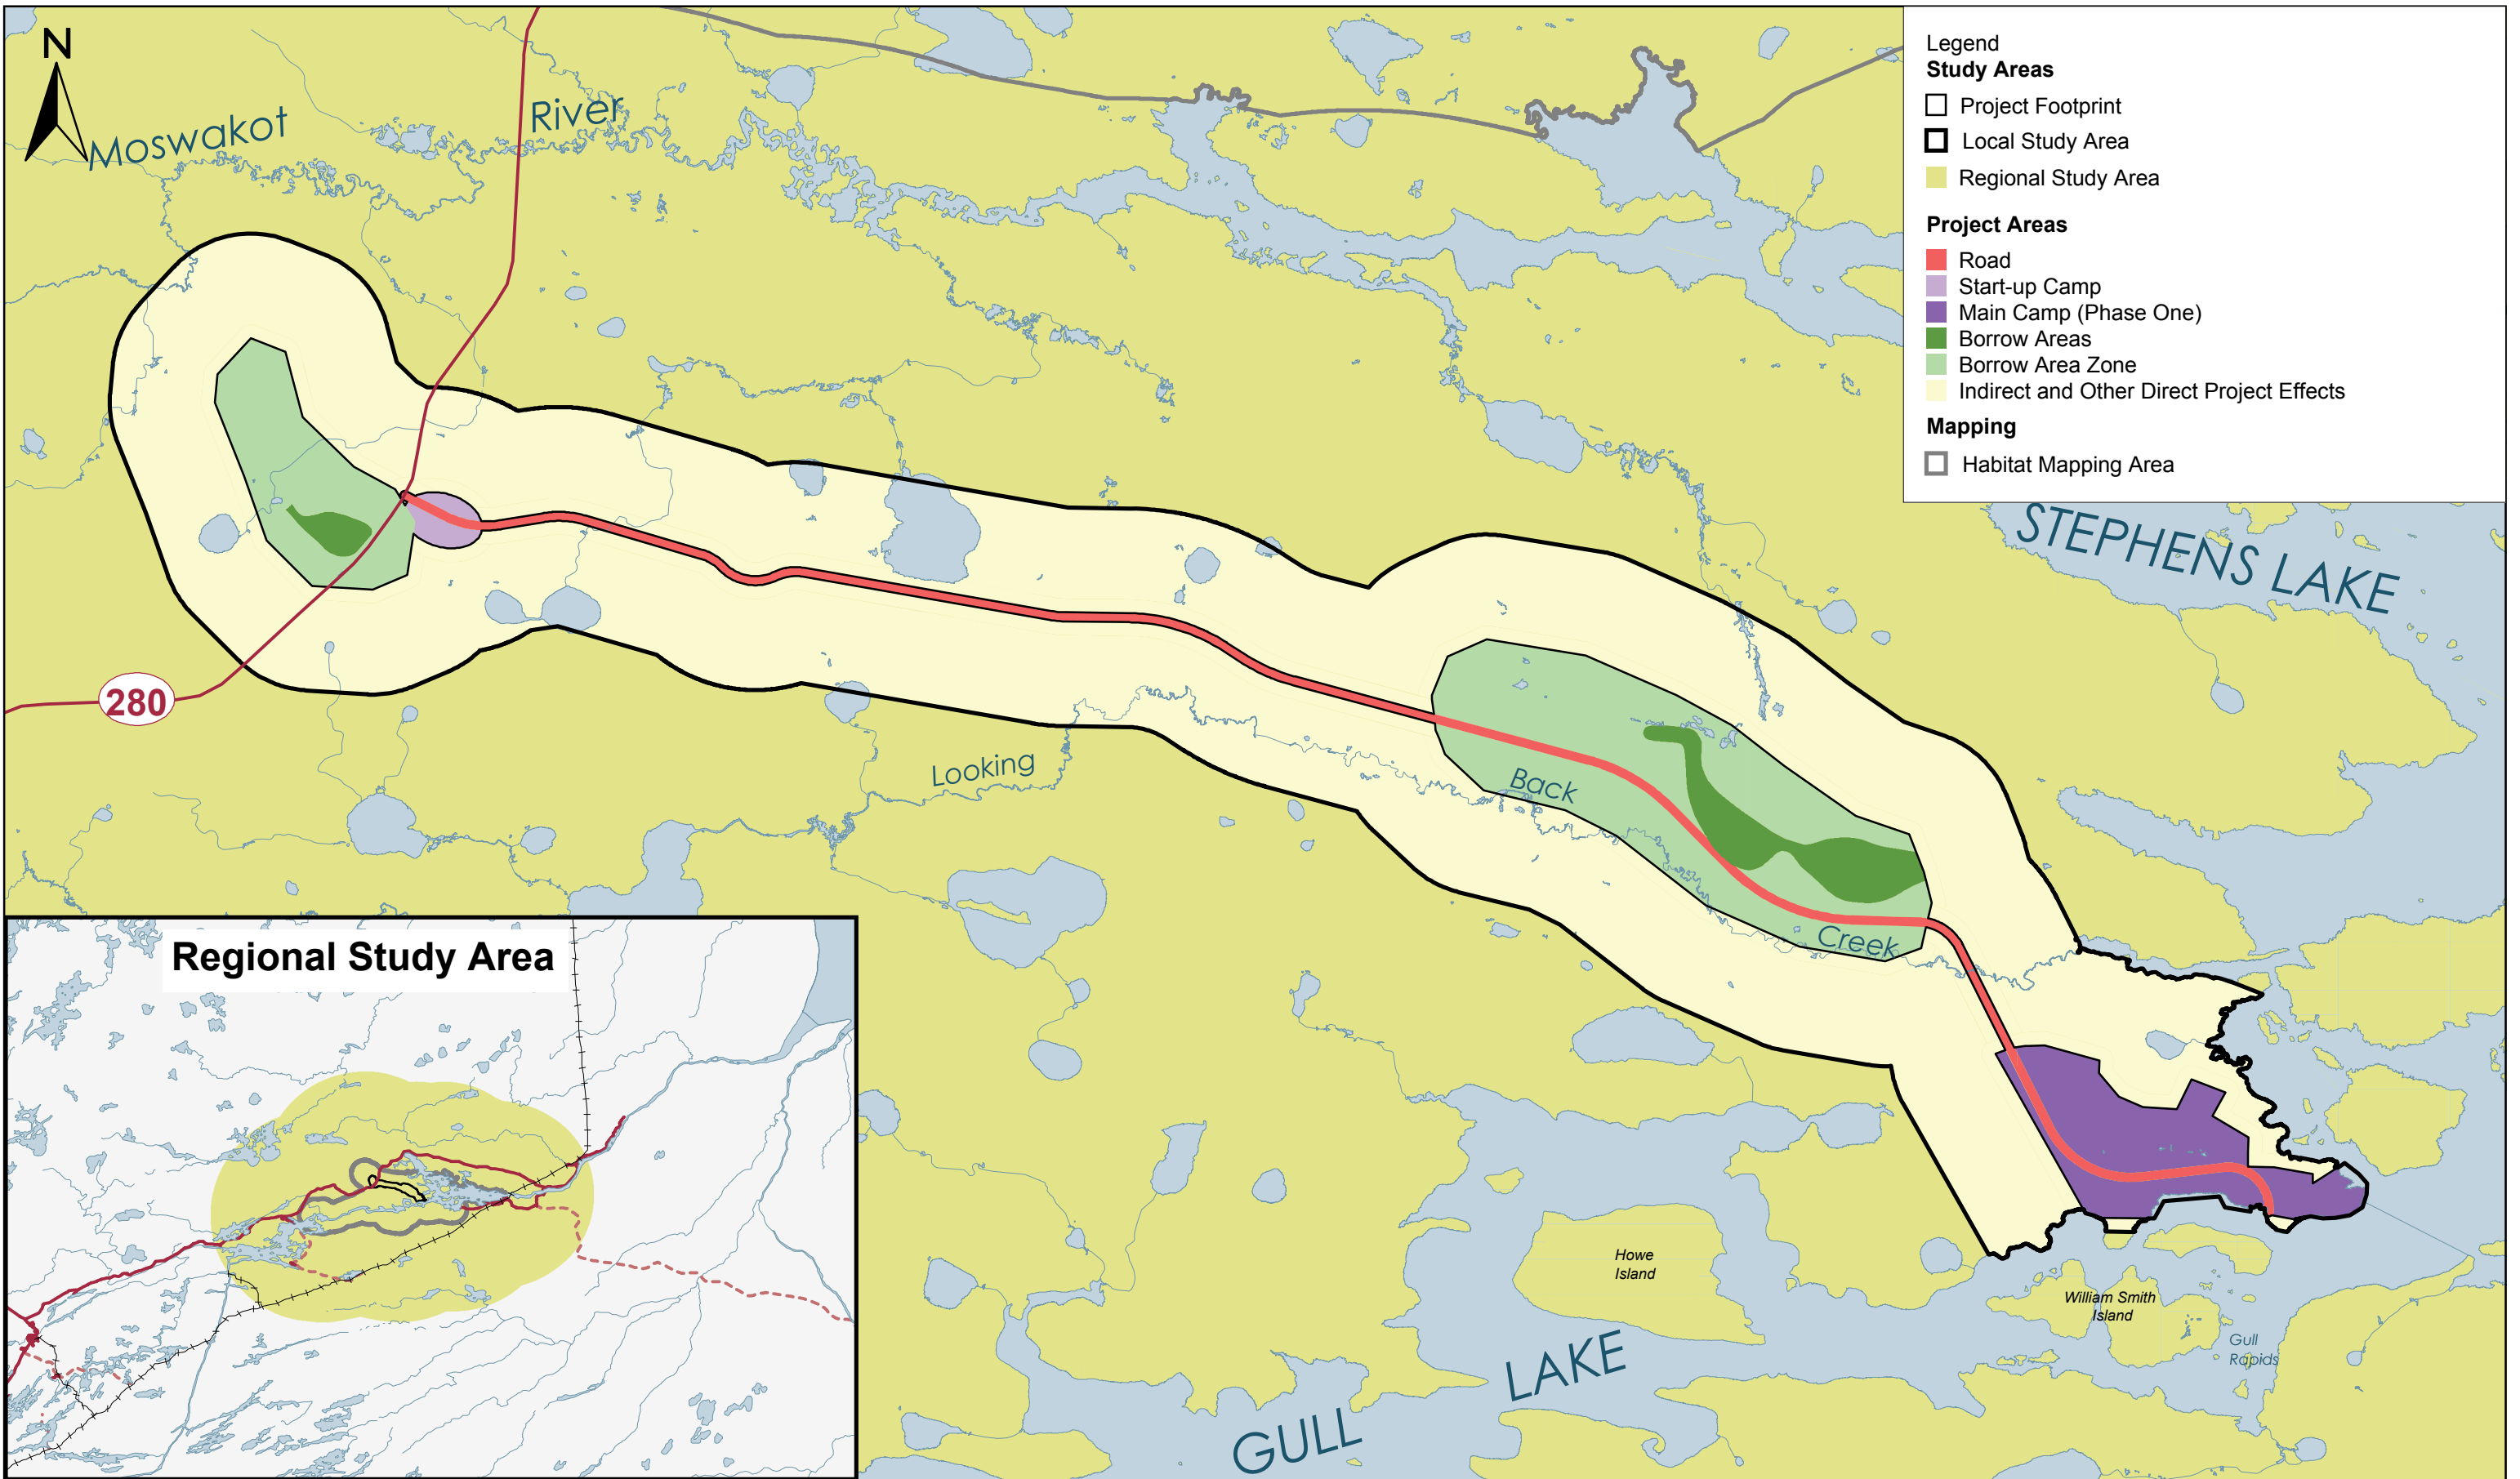 N
Moswakot
River
Legend
Study Areas
Project Footprint
Local Study Area
Regional Study Area
Project Areas
Road
Start-up Camp
Main Camp (Phase One)
Borrow Areas
Borrow Area Zone
Indirect and Other Direct Project Effects
Mapping
Habitat Mapping Area
STEPHENS LAKE
280
Looking
Back
Creek
Regional Study Area
Howe
Island
William Smith
Island
Gull
Rapids
GULL
LAKE